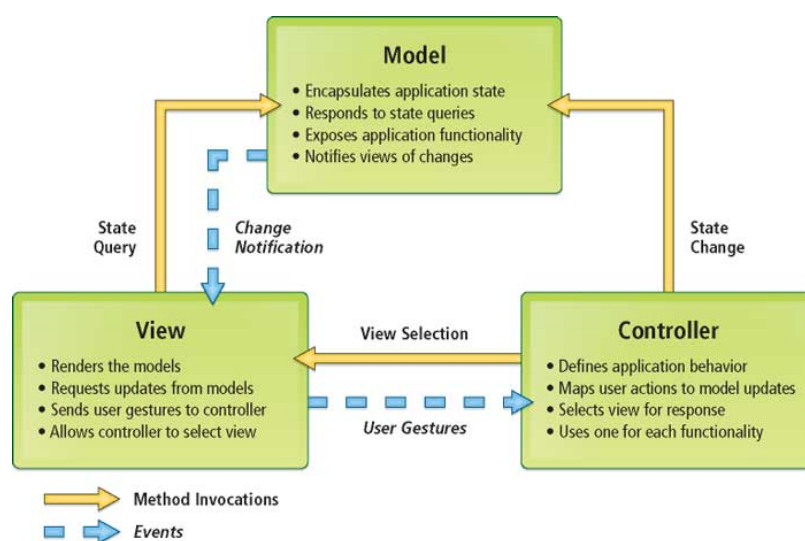 Model
• Encapsulates application state
• Responds to state queries
• Exposes application functionality
• Notifies views of changes
State
Query
Change
Notification
State
Change
View
• Renders the models
• Requests updates from models
• Sends user gestures to controller
• Allows controller to select view
View Selection
User Gestures
Controller
• Defines application behavior
• Maps user actions to model updates
• Selects view for response
• Uses one for each functionality
Method Invocations
Events